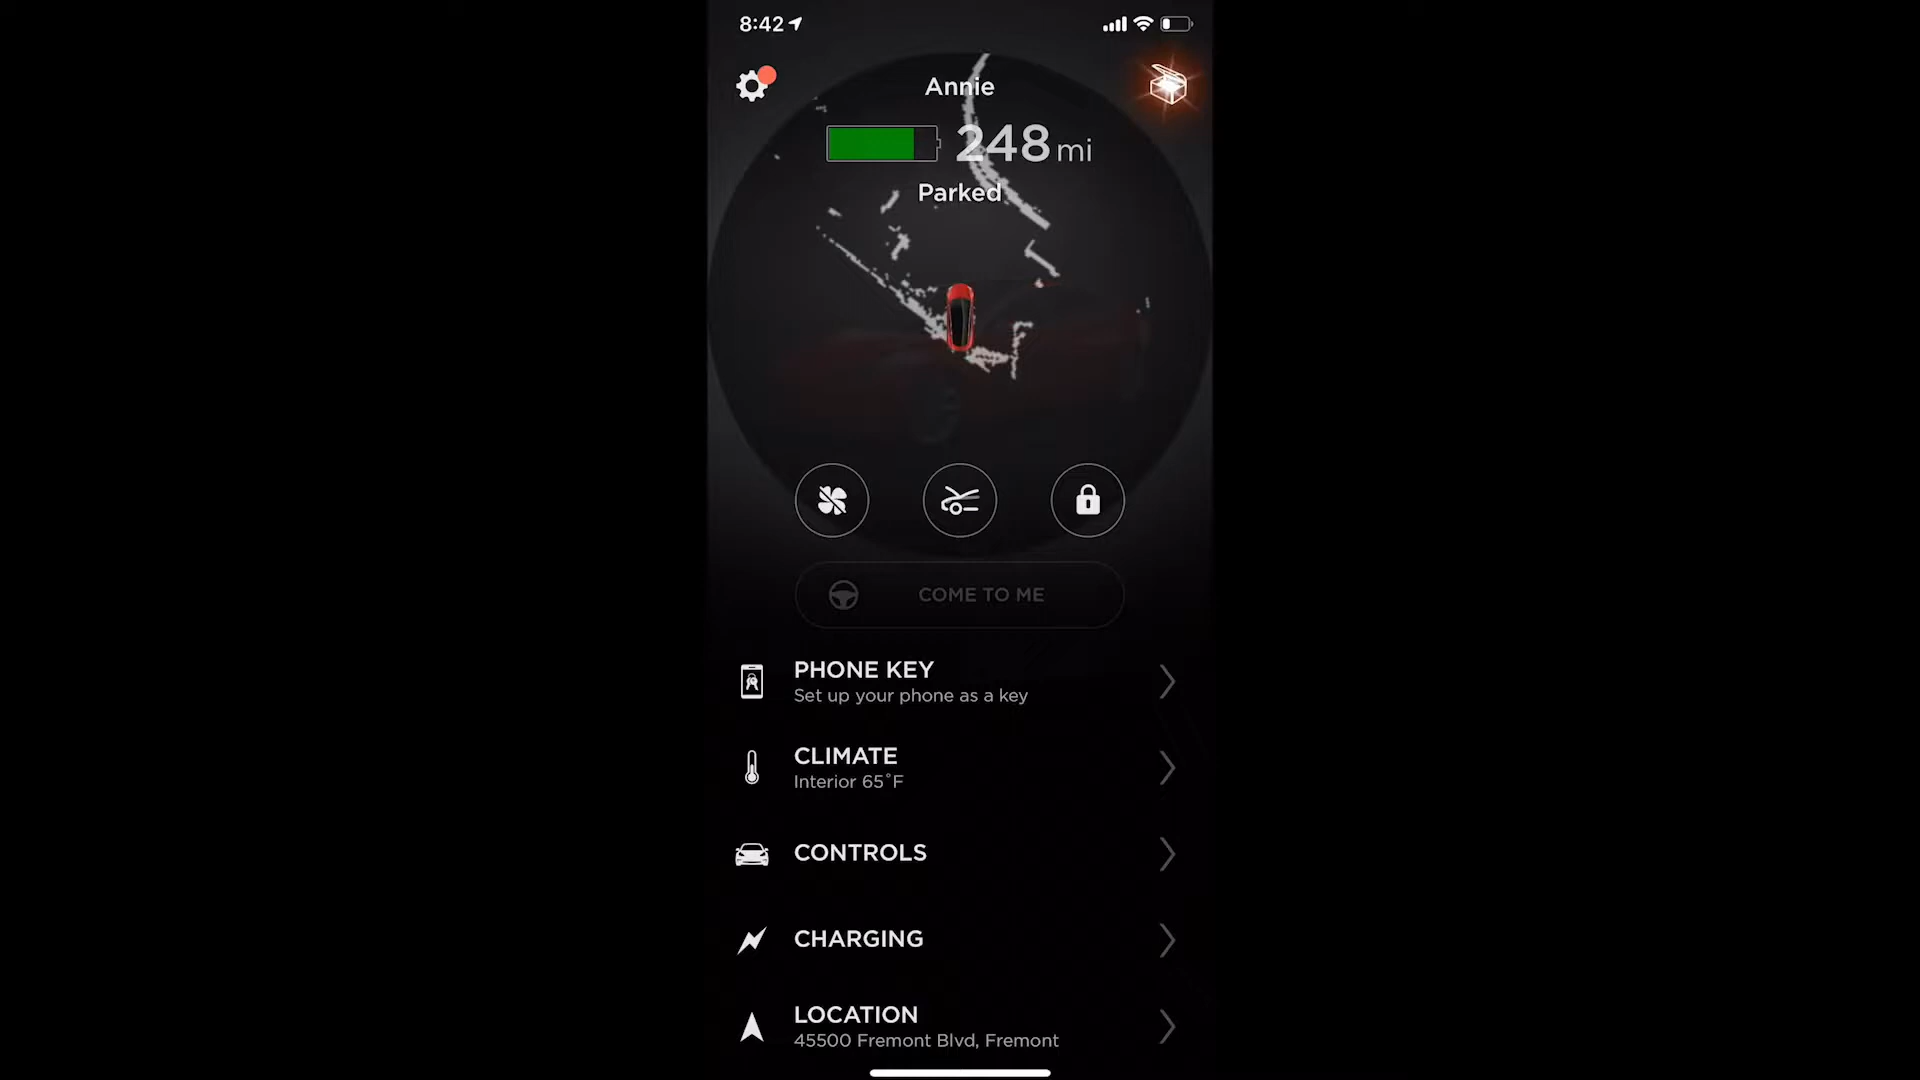 8:42
Annie
248 mi
Parked
COME TO ME
PHONE KEY
Set up your phone as a key
CLIMATE
Interior 65°F
CONTROLS
CHARGING
LOCATION
45500 Fremont Blvd, Fremont